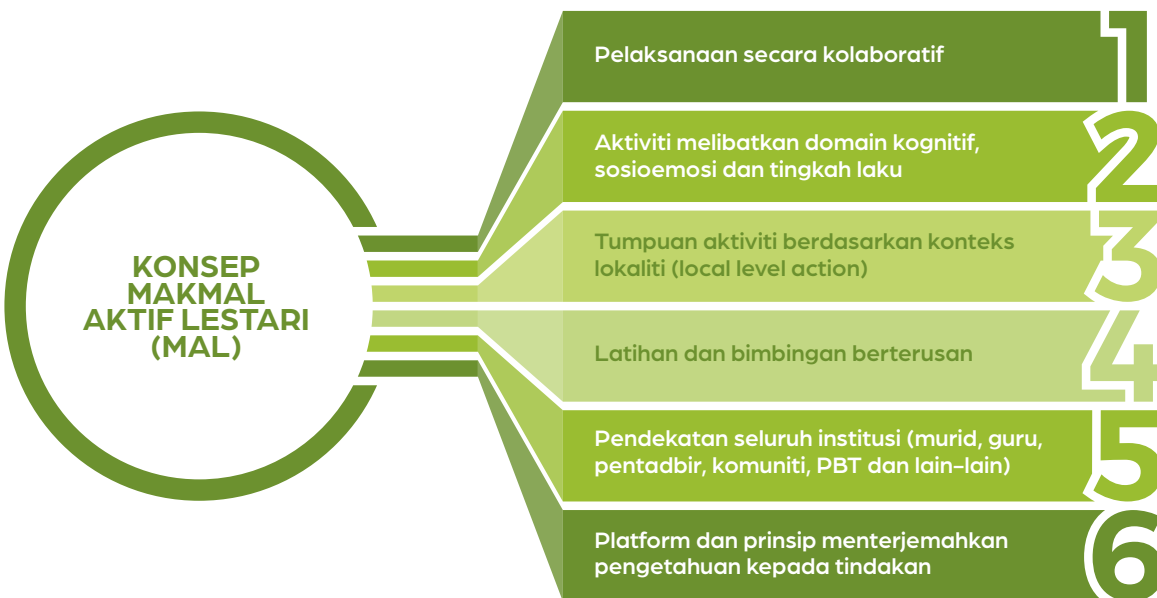 KONSEP
MAKMAL
AKTIF LESTARI
(MAL)
Pelaksanaan secara kolaboratif
1
Aktiviti melibatkan domain kognitif,
sosioemosi dan tingkah laku
2
Tumpuan aktiviti berdasarkan konteks
lokaliti (local level action)
3
Latihan dan bimbingan berterusan
4
Pendekatan seluruh institusi (murid, guru,
pentadbir, komuniti, PBT dan lain-lain)
5
Platform dan prinsip menterjemahkan
pengetahuan kepada tindakan
6